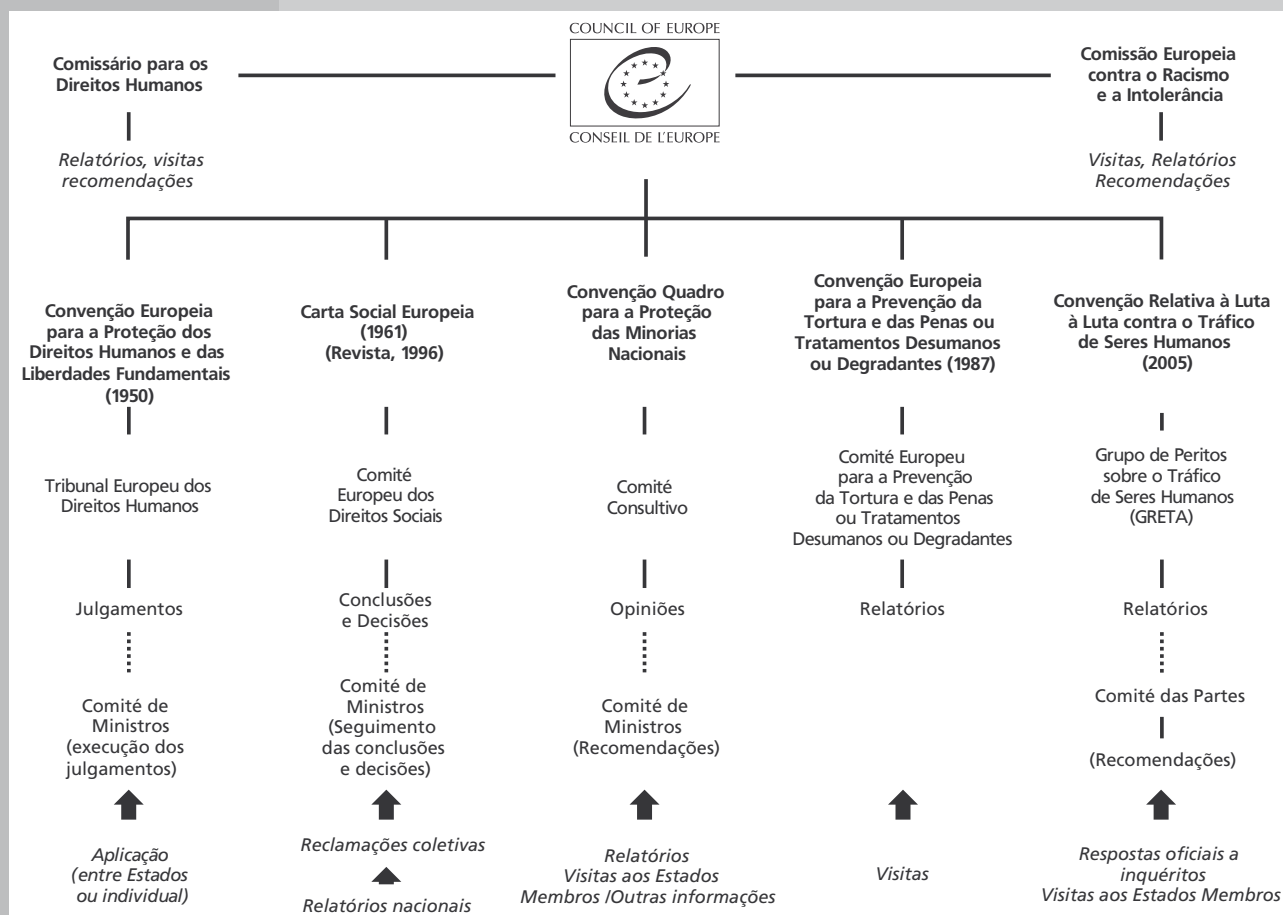 COUNCIL OF EUROPE
CONSEIL DE L'EUROPE
Comissário para os
Direitos Humanos
Relatórios, visitas
recomendações
Comissão Europeia
contra o Racismo
e a Intolerância
Visitas, Relatórios
Recomendações
Convenção Europeia
para a Proteção dos
Direitos Humanos e das
Liberdades Fundamentais
(1950)
Tribunal Europeu dos
Direitos Humanos
Julgamentos
Comité de
Ministros
(execução dos
julgamentos)
Aplicação
(entre Estados
ou individual)
Carta Social Europeia
(1961)
(Revista, 1996)
Comité
Europeu dos
Direitos Sociais
Conclusões
e Decisões
Comité de
Ministros
(Seguimento
das conclusões
e decisões)
Reclamações coletivas
Relatórios nacionais
Convenção Quadro
para a Proteção
das Minorias
Nacionais
Comité
Consultivo
Opiniões
Comité de
Ministros
(Recomendações)
Relatórios
Visitas aos Estados
Membros /Outras informações
Convenção Europeia
para a Prevenção da
Tortura e das Penas ou
Tratamentos Desumanos
ou Degradantes (1987)
Comité Europeu
para a Prevenção
da Tortura e das Penas
ou Tratamentos
Desumanos ou Degradantes
Relatórios
Visitas
Convenção Relativa à Luta
à Luta contra o Tráfico
de Seres Humanos
(2005)
Grupo de Peritos
sobre o Tráfico
de Seres Humanos
(GRETA)
Relatórios
Comité das Partes
(Recomendações)
Respostas oficiais a
inquéritos
Visitas aos Estados Membros